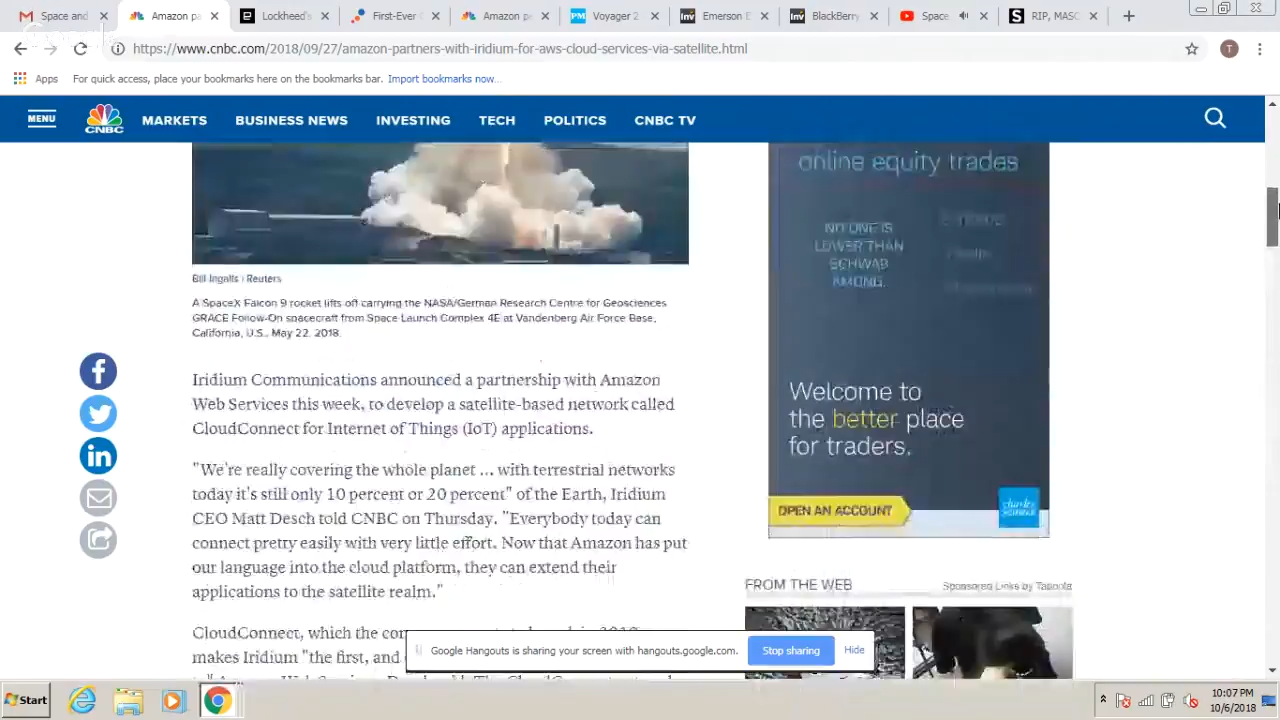 Space and
Amazon pa
Lockheed's
First-Ever
Amazon pa
Voyager 2
Emerson
BlackBerry
Space
RIP, MASC
https://www.cnbc.com/2018/09/27/amazon-partners-with-iridium-for-aws-cloud-services-via-satellite.html
T
Apps For quick access, place your bookmarks here on the bookmarks bar. Import bookmarks now...
MENU CNBC MARKETS BUSINESS NEWS INVESTING TECH POLITICS CNBC TV
online equity trades
NO ONE IS
LOWER THAN
SCHWAB
AMONG.
Bill Ingalls | Reuters
A SpaceX Falcon 9 rocket lifts off carrying the NASA/German Research Centre for Geosciences
GRACE Follow-On spacecraft from Space Launch Complex 4E at Vandenberg Air Force Base,
California, U.S., May 22, 2018.
Iridium Communications announced a partnership with Amazon
Web Services this week, to develop a satellite-based network called
CloudConnect for Internet of Things (IoT) applications.
Welcome to
the better place
for traders.
OPEN AN ACCOUNT
charles
SCHWAB
"We're really covering the whole planet ... with terrestrial networks
today it's still only 10 percent or 20 percent" of the Earth, Iridium
CEO Matt Desch told CNBC on Thursday. "Everybody today can
connect pretty easily with very little effort. Now that Amazon has put
our language into the cloud platform, they can extend their
applications to the satellite realm."
FROM THE WEB
Sponsored Links by Taboola
CloudConnect, which the
makes Iridium "the first, and
Google Hangouts is sharing your screen with hangouts.google.com.
Stop sharing
Hide
Start
10:07 PM
10/6/2018